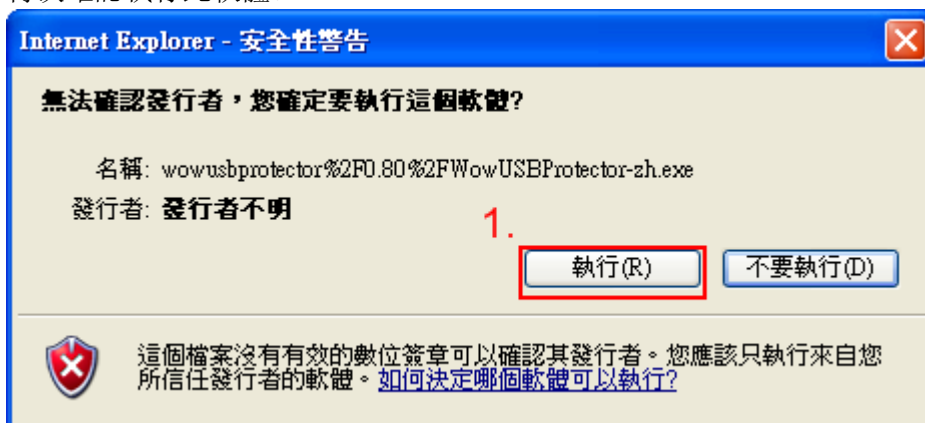 Internet Explorer - 安全性警告
無法確認發行者，您確定要執行這個軟體?
名稱: wowusbprotector%2F0.80%2FWowUSBProtector-zh.exe
發行者: 發行者不明
1.
執行(R) 不要執行(D)
這個檔案沒有有效的數位簽章可以確認其發行者。您應該只執行來自您
所信任發行者的軟體。如何決定哪個軟體可以執行?